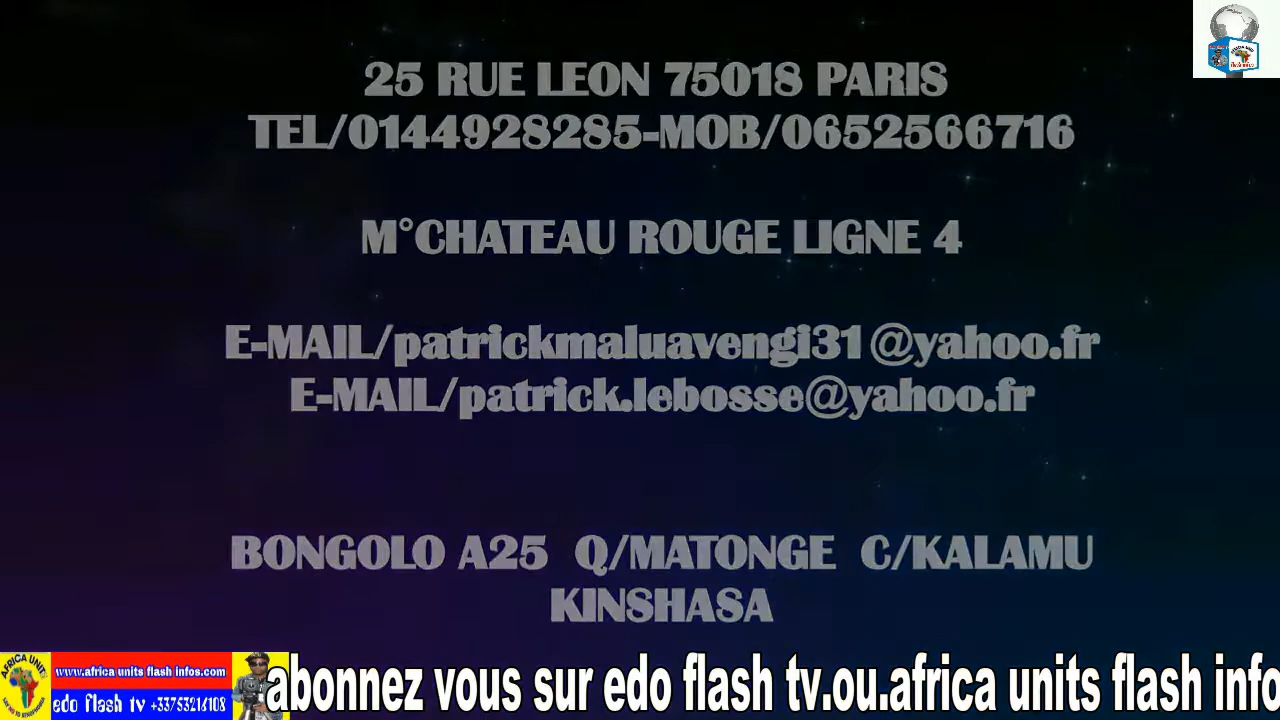 25 RUE LEON 75018 PARIS
TEL/0144928285-MOB/0652566716
M°CHATEAU ROUGE LIGNE 4
E-MAIL/patrickmaluavengi31@yahoo.fr
E-MAIL/patrick.lebosse@yahoo.fr
BONGOLO A25 Q/MATONGE C/KALAMU
KINSHASA
AFRICA UNITS
www.africa units flash infos.com
edo flash tv +33753216108
abonnez vous sur edo flash tv.ou.africa units flash info